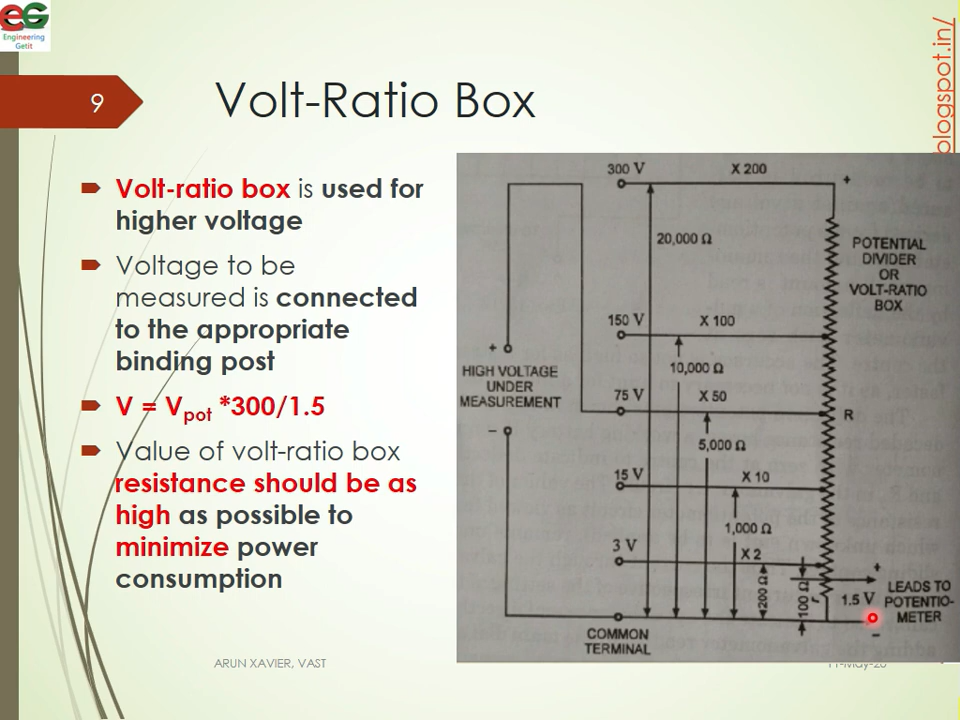 EG
Engineering
Getit
blogspot.in/
9
Volt-Ratio Box
Volt-ratio box is used for
higher voltage
Voltage to be
measured is connected
to the appropriate
binding post
V = Vpot *300/1.5
Value of volt-ratio box
resistance should be as
high as possible to
minimize power
consumption
300 V X 200 +
20,000 Ω
POTENTIAL
DIVIDER
OR
VOLT-RATIO
BOX
150 V X 100
+
10,000 Ω
HIGH VOLTAGE
UNDER
MEASUREMENT
75 V X 50
R
−
5,000 Ω
15 V X 10
1,000 Ω
3 V X 2
+
200 Ω
100 Ω
r
1.5 V
LEADS TO
POTENTIO-
METER
−
COMMON
TERMINAL
ARUN XAVIER, VAST